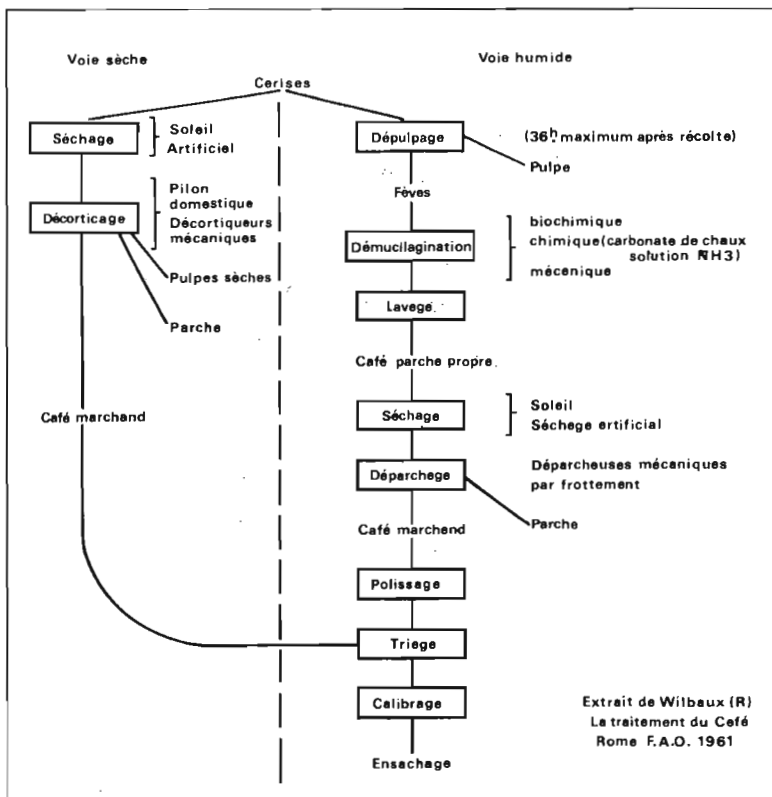 Voie sèche
Voie humide
Cerises
Séchage
Soleil
Artificiel
Décorticage
Pilon
domestique
Décortiqueurs
mécaniques
Pulpes sèches
Parche
Café marchand
Dépulpage
(36h. maximum après récolte)
Pulpe
Fèves
Démucilagination
biochimique
chimique(carbonate de chaux
solution NH3)
mécenique
Lavege
Café parche propre.
Séchage
Soleil
Séchege ertificial
Déparchege
Déparcheuses mécaniques
par frottement
Parche
Café marchend
Polissage
Triege
Calibrage
Ensachage
Extrait de Wilbaux (R)
La traitement du Cefé
Rome F.A.O. 1961